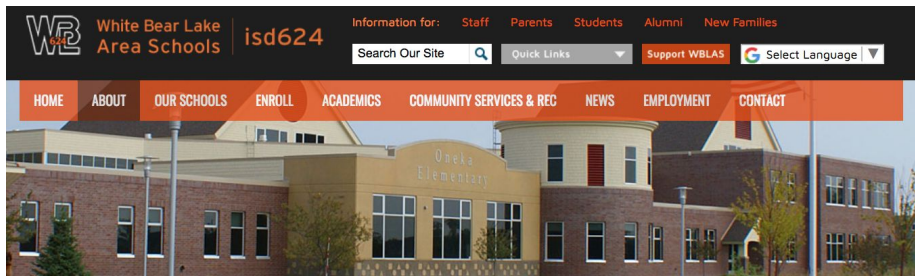 Information for: Staff Parents Students Alumni New Families
WB
624
White Bear Lake
Area Schools
isd624
Search Our Site
Quick Links
Support WBLAS
G Select Language
HOME ABOUT OUR SCHOOLS ENROLL ACADEMICS COMMUNITY SERVICES & REC NEWS EMPLOYMENT CONTACT
Oneka
Elementary